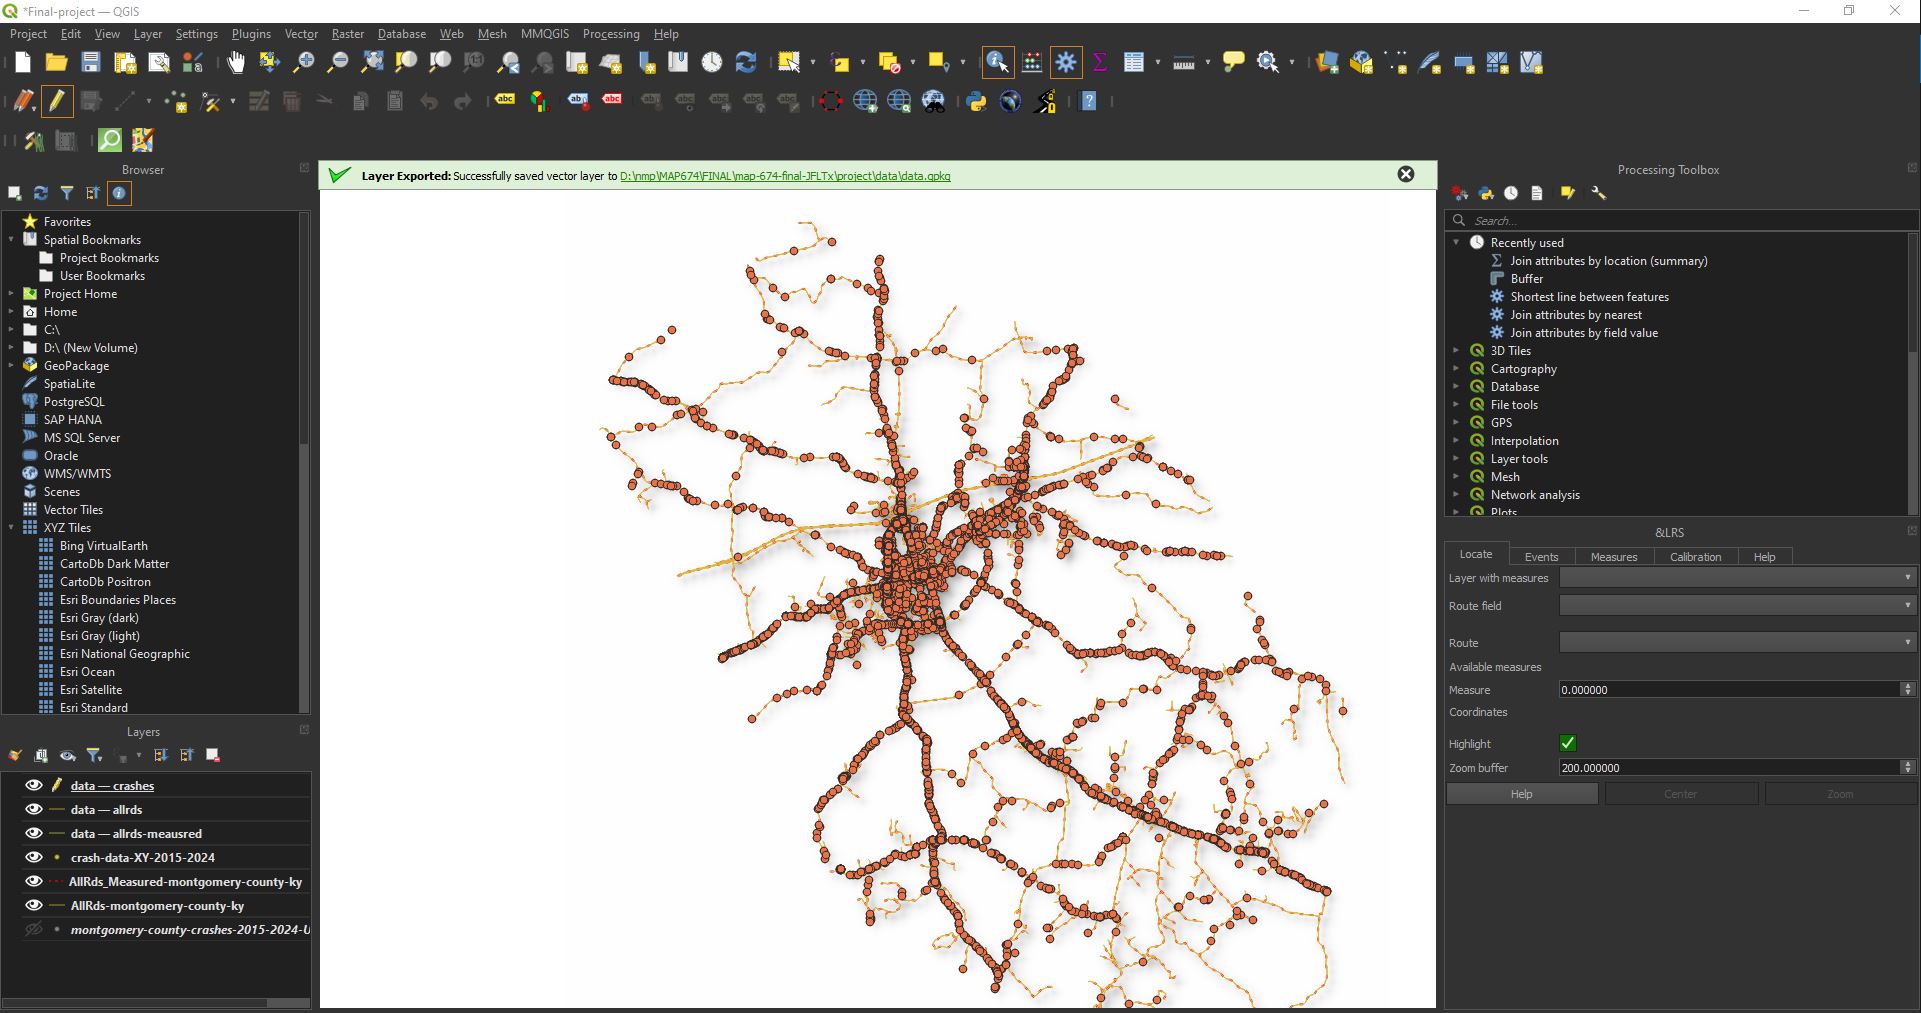 *Final-project — QGIS
Project Edit View Layer Settings Plugins Vector Raster Database Web Mesh MMQGIS Processing Help
abc abc abc
Browser
Favorites
Spatial Bookmarks
Project Bookmarks
User Bookmarks
Project Home
Home
C:\
D:\ (New Volume)
GeoPackage
SpatiaLite
PostgreSQL
SAP HANA
MS SQL Server
Oracle
WMS/WMTS
Scenes
Vector Tiles
XYZ Tiles
Bing VirtualEarth
CartoDb Dark Matter
CartoDb Positron
Esri Boundaries Places
Esri Gray (dark)
Esri Gray (light)
Esri National Geographic
Esri Ocean
Esri Satellite
Esri Standard
Layers
data — crashes
data — allrds
data — allrds-meausred
crash-data-XY-2015-2024
AllRds_Measured-montgomery-county-ky
AllRds-montgomery-county-ky
montgomery-county-crashes-2015-2024-U
Layer Exported: Successfully saved vector layer to D:\nmp\MAP674\FINAL\map-674-final-JFLTx\project\data\data.gpkg
Processing Toolbox
Search...
Recently used
Join attributes by location (summary)
Buffer
Shortest line between features
Join attributes by nearest
Join attributes by field value
3D Tiles
Cartography
Database
File tools
GPS
Interpolation
Layer tools
Mesh
Network analysis
Plots
&LRS
Locate Events Measures Calibration Help
Layer with measures
Route field
Route
Available measures
Measure 0.000000
Coordinates
Highlight
Zoom buffer 200.000000
Help Center Zoom